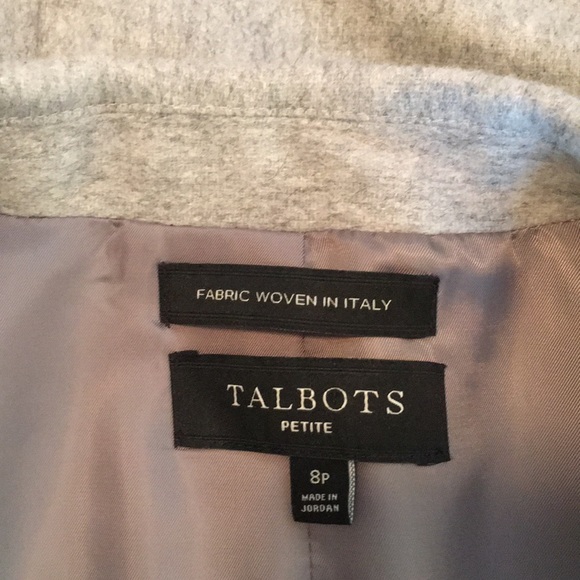 FABRIC WOVEN IN ITALY
TALBOTS
PETITE
8P
MADE IN
JORDAN